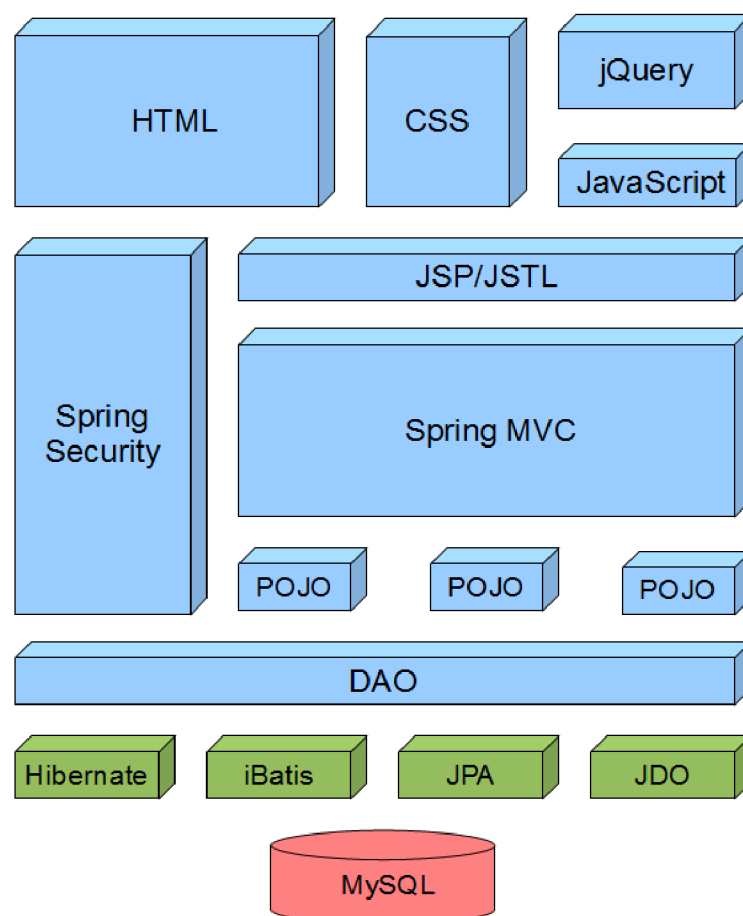 HTML
CSS
jQuery
JavaScript
JSP/JSTL
Spring
Security
Spring MVC
POJO
POJO
POJO
DAO
Hibernate
iBatis
JPA
JDO
MySQL